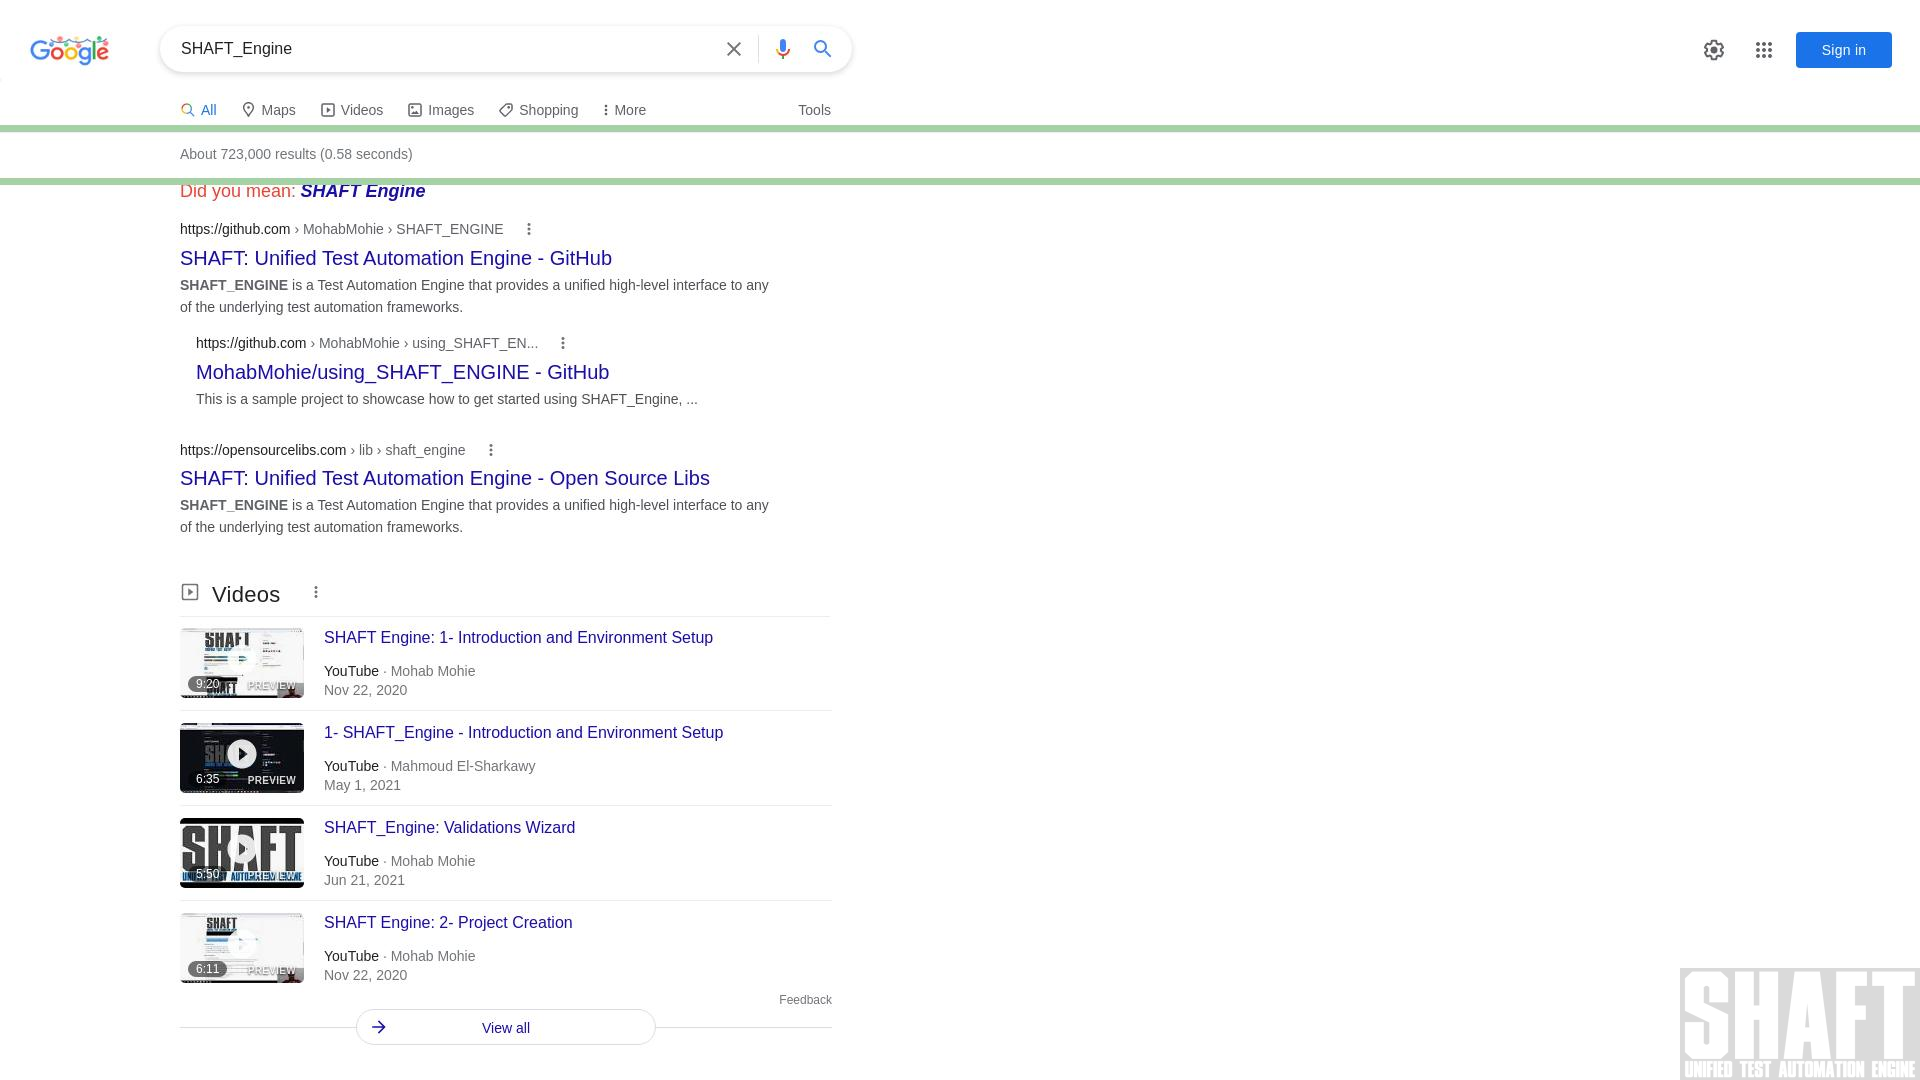 Google
SHAFT_Engine
Sign in
All
Maps
Videos
Images
Shopping
More
Tools
About 723,000 results (0.58 seconds)
Did you mean: SHAFT Engine
https://github.com › MohabMohie › SHAFT_ENGINE
SHAFT: Unified Test Automation Engine - GitHub
SHAFT_ENGINE is a Test Automation Engine that provides a unified high-level interface to any
of the underlying test automation frameworks.
https://github.com › MohabMohie › using_SHAFT_EN...
MohabMohie/using_SHAFT_ENGINE - GitHub
This is a sample project to showcase how to get started using SHAFT_Engine, ...
https://opensourcelibs.com › lib › shaft_engine
SHAFT: Unified Test Automation Engine - Open Source Libs
SHAFT_ENGINE is a Test Automation Engine that provides a unified high-level interface to any
of the underlying test automation frameworks.
Videos
SHAFT
9:20
PREVIEW
SHAFT Engine: 1- Introduction and Environment Setup
YouTube · Mohab Mohie
Nov 22, 2020
6:35
PREVIEW
1- SHAFT_Engine - Introduction and Environment Setup
YouTube · Mahmoud El-Sharkawy
May 1, 2021
SHAFT
5:50
PREVIEW
SHAFT_Engine: Validations Wizard
YouTube · Mohab Mohie
Jun 21, 2021
SHAFT
6:11
PREVIEW
SHAFT Engine: 2- Project Creation
YouTube · Mohab Mohie
Nov 22, 2020
Feedback
View all
SHAFT
UNIFIED TEST AUTOMATION ENGINE